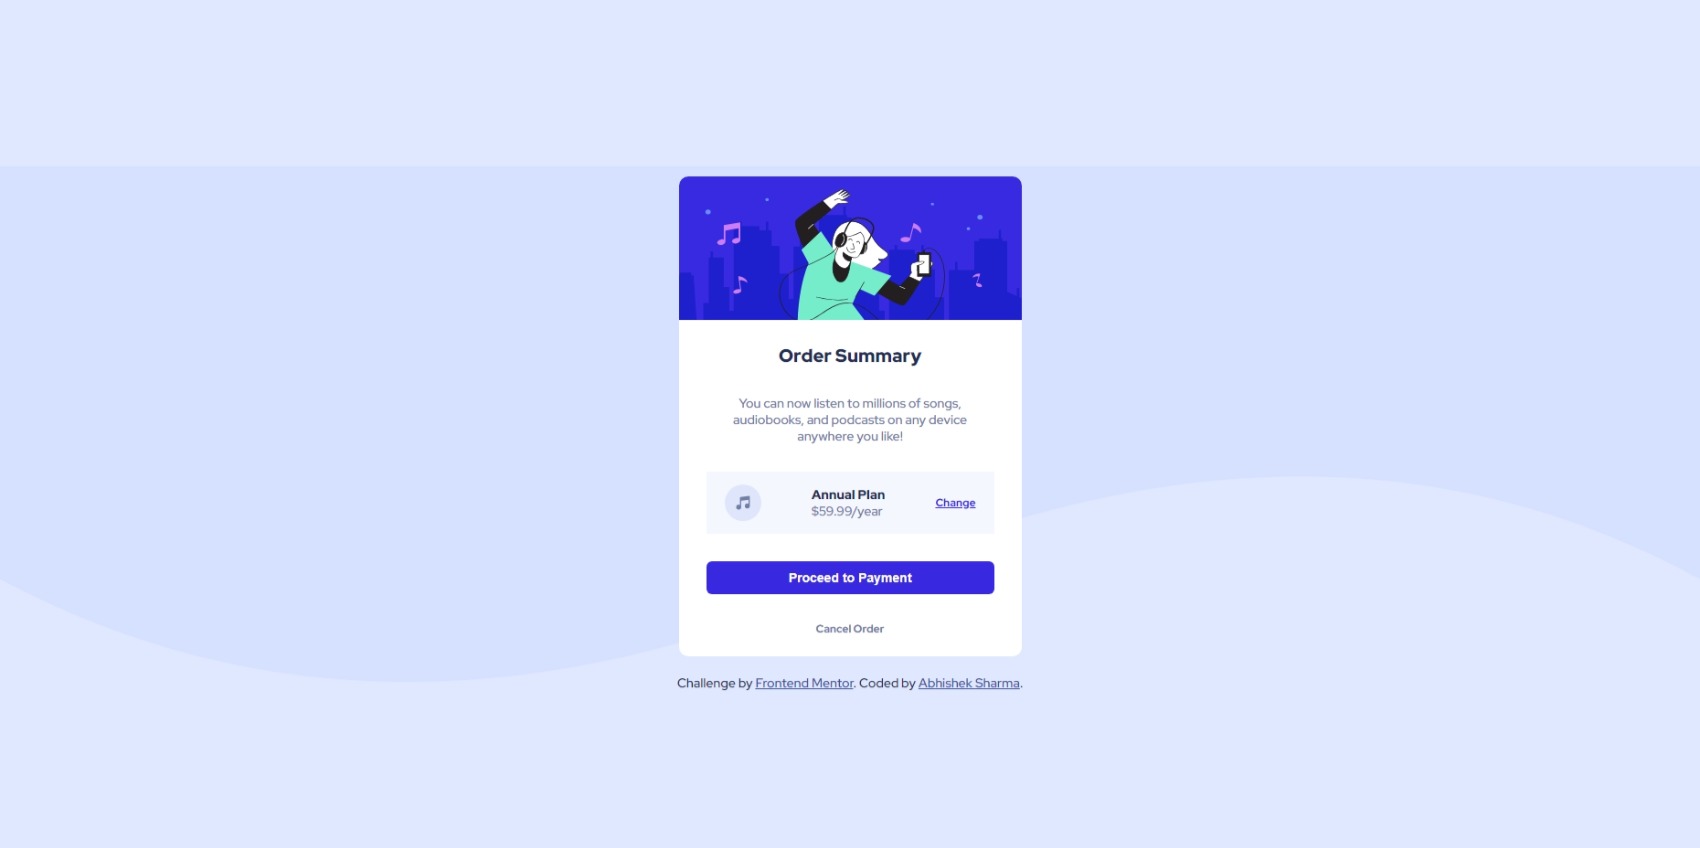 Order Summary
You can now listen to millions of songs,
audiobooks, and podcasts on any device
anywhere you like!
Annual Plan
$59.99/year
Change
Proceed to Payment
Cancel Order
Challenge by Frontend Mentor. Coded by Abhishek Sharma.